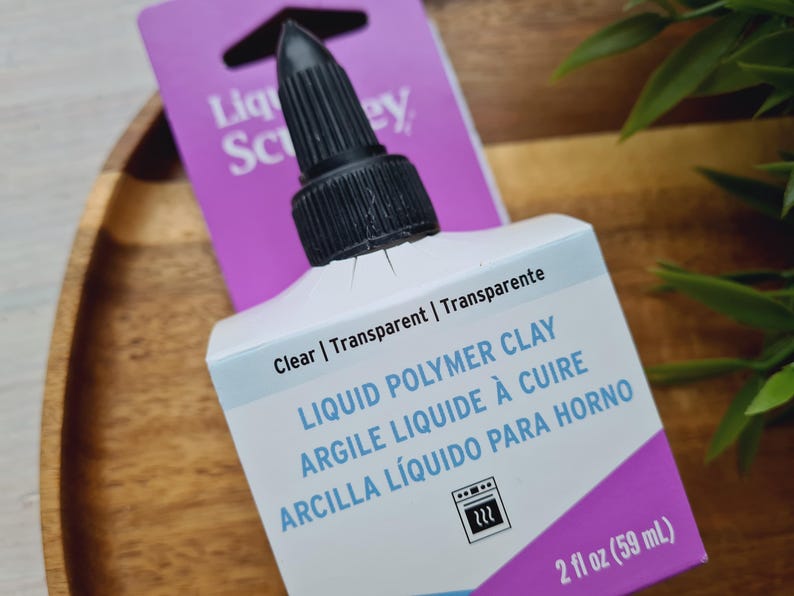 Clear | Transparent | Transparente
LIQUID POLYMER CLAY
ARGILE LIQUIDE À CUIRE
ARCILLA LÍQUIDO PARA HORNO
2 fl oz (59 mL)